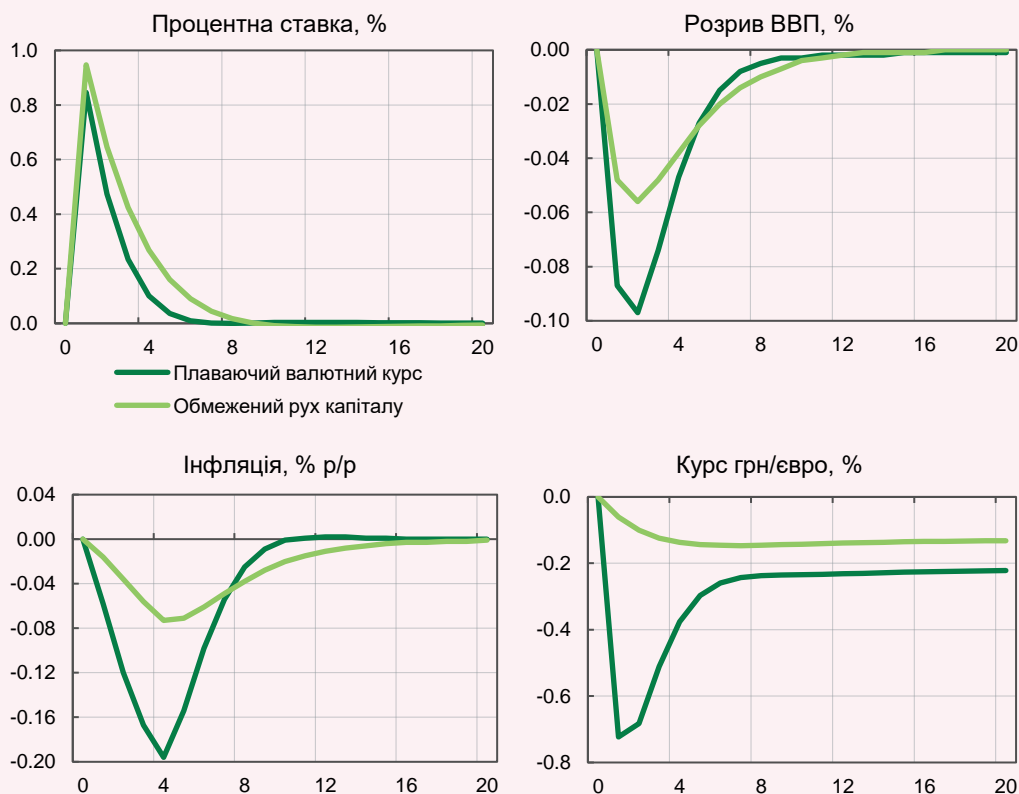 Процентна ставка, %
1.0
0.8
0.6
0.4
0.2
0.0
0 4 8 12 16 20
Розрив ВВП, %
0.00
-0.02
-0.04
-0.06
-0.08
-0.10
0 4 8 12 16 20
Плаваючий валютний курс
Обмежений рух капіталу
Інфляція, % р/р
0.04
0.00
-0.04
-0.08
-0.12
-0.16
-0.20
0 4 8 12 16 20
Курс грн/євро, %
0.0
-0.2
-0.4
-0.6
-0.8
0 4 8 12 16 20